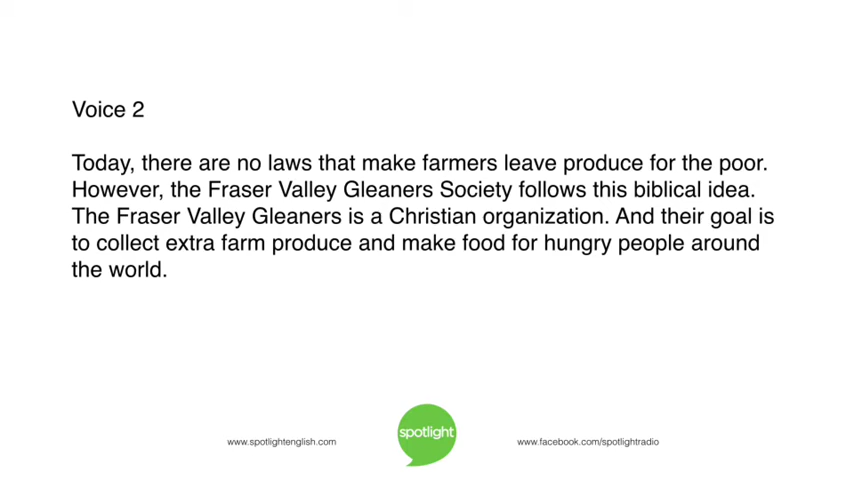 Voice 2
Today, there are no laws that make farmers leave produce for the poor.
However, the Fraser Valley Gleaners Society follows this biblical idea.
The Fraser Valley Gleaners is a Christian organization. And their goal is
to collect extra farm produce and make food for hungry people around
the world.
www.spotlightenglish.com
spotlight
www.facebook.com/spotlightradio